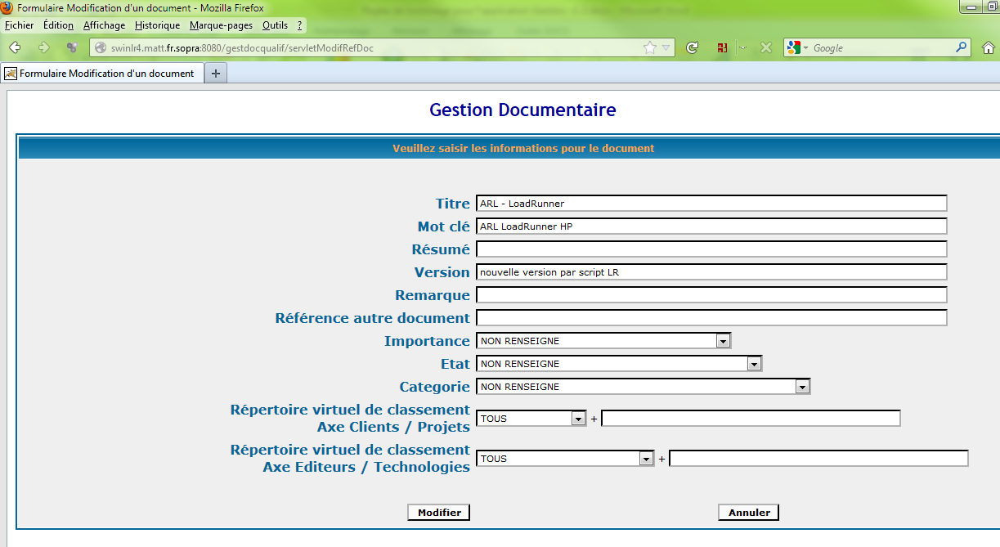 Formulaire Modification d'un document - Mozilla Firefox
Fichier Édition Affichage Historique Marque-pages Outils ?
swinlr4.matt.fr.sopra:8080/gestdocqualif/servletModifRefDoc
Google
Formulaire Modification d'un document
Gestion Documentaire
Veuillez saisir les informations pour le document
Titre ARL - LoadRunner
Mot clé ARL LoadRunner HP
Résumé
Version nouvelle version par script LR
Remarque
Référence autre document
Importance NON RENSEIGNE
Etat NON RENSEIGNE
Categorie NON RENSEIGNE
Répertoire virtuel de classement
Axe Clients / Projets TOUS +
Répertoire virtuel de classement
Axe Editeurs / Technologies TOUS +
Modifier Annuler